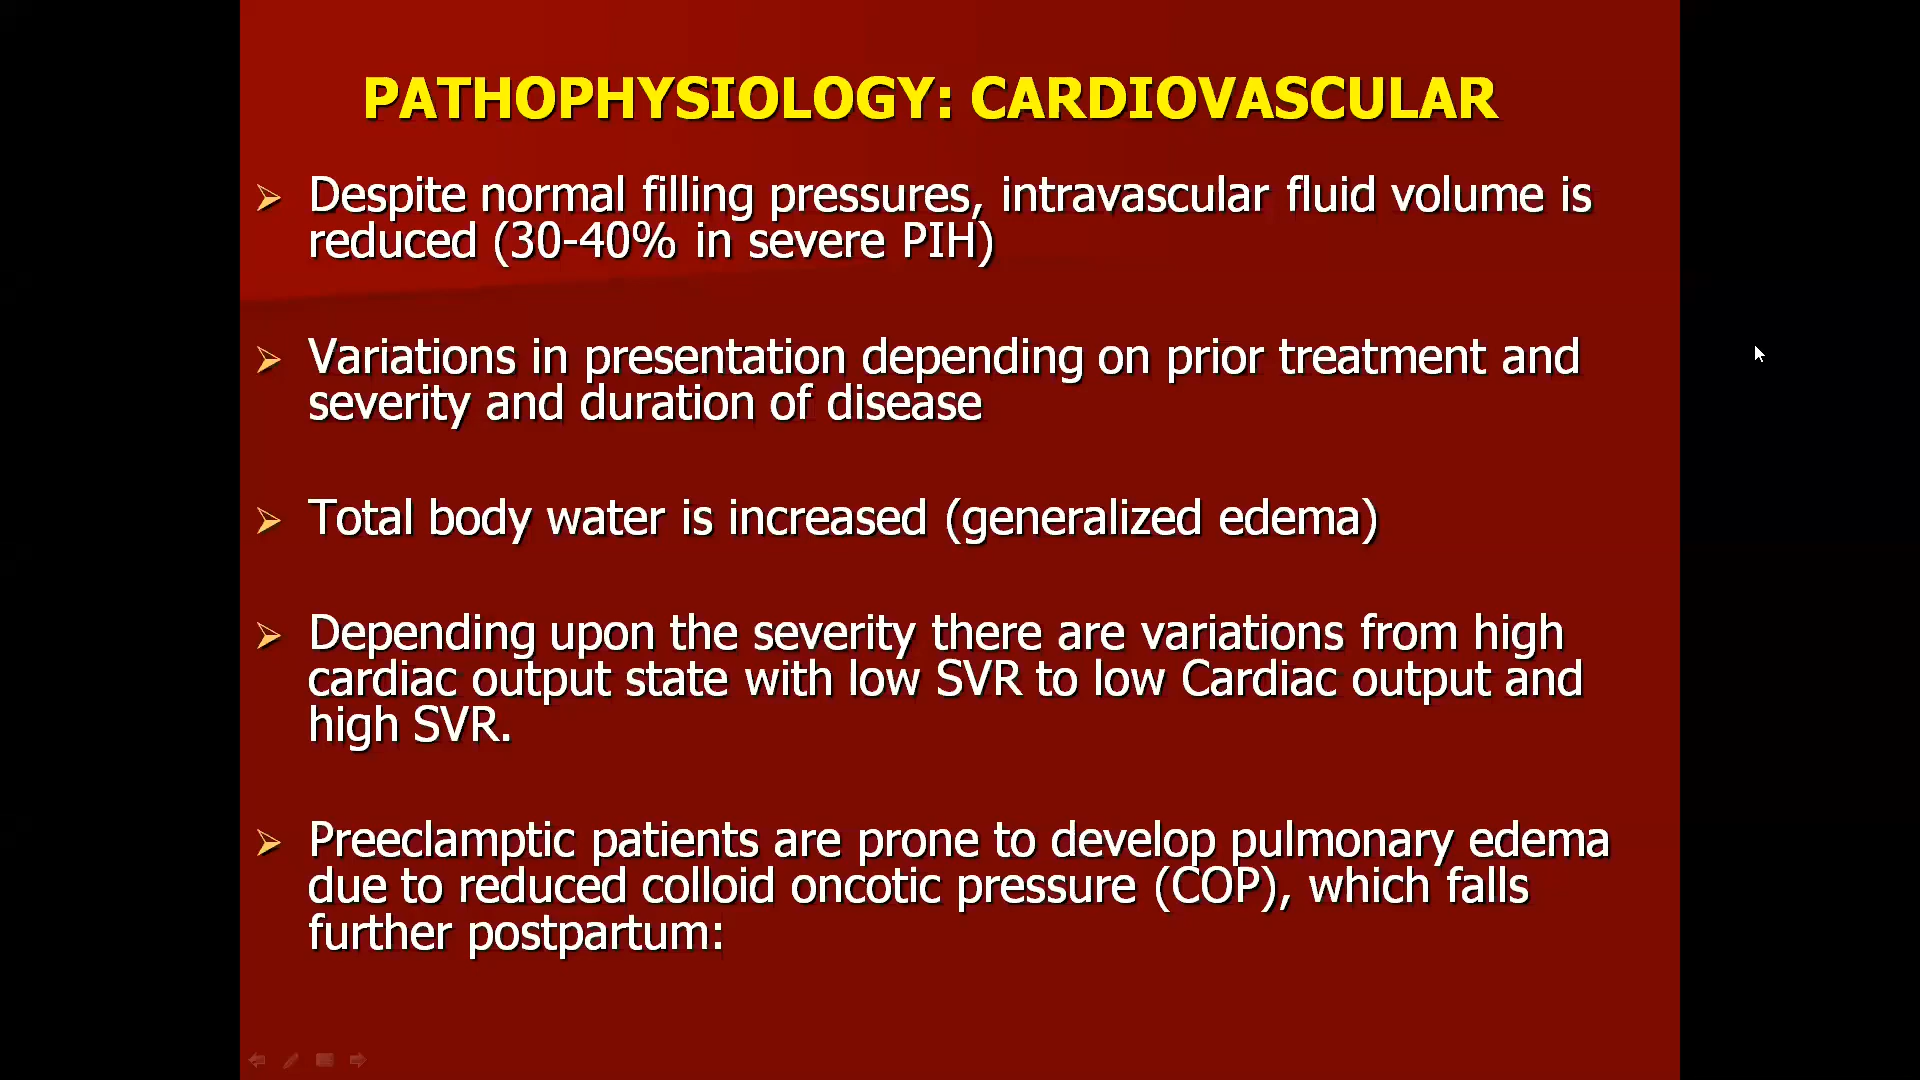 PATHOPHYSIOLOGY: CARDIOVASCULAR
Despite normal filling pressures, intravascular fluid volume is
reduced (30-40% in severe PIH)
Variations in presentation depending on prior treatment and
severity and duration of disease
Total body water is increased (generalized edema)
Depending upon the severity there are variations from high
cardiac output state with low SVR to low Cardiac output and
high SVR.
Preeclamptic patients are prone to develop pulmonary edema
due to reduced colloid oncotic pressure (COP), which falls
further postpartum: